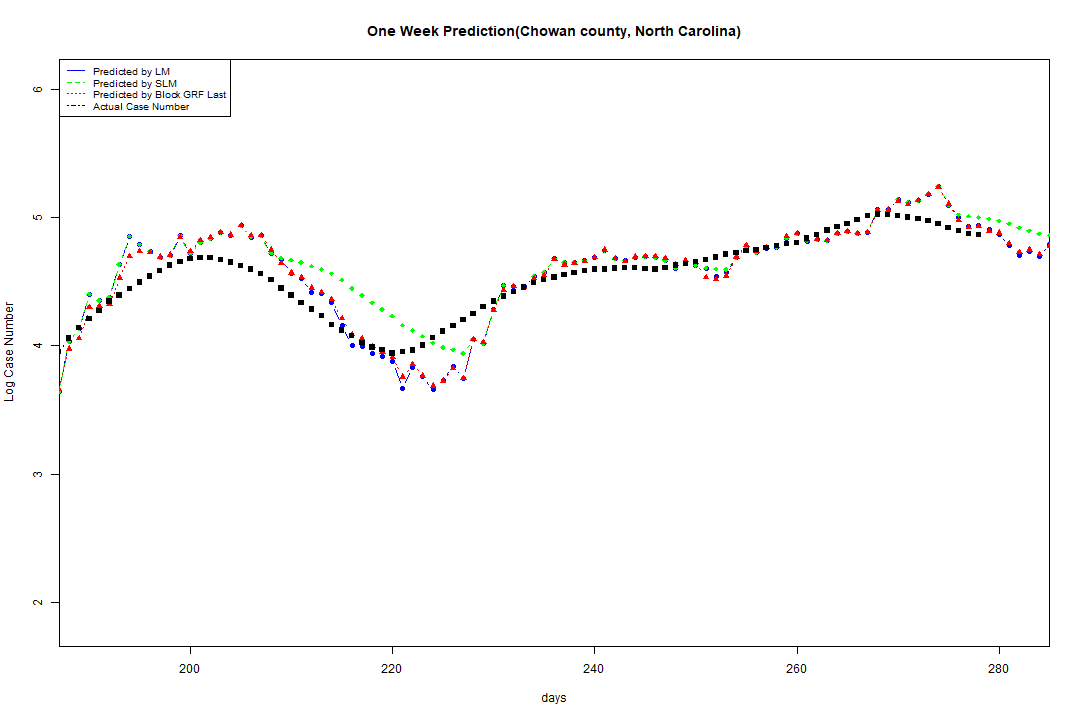 One Week Prediction(Chowan county, North Carolina)
Predicted by LM
Predicted by SLM
Predicted by Block GRF Last
Actual Case Number
6
5
4
3
2
Log Case Number
200 220 240 260 280
days